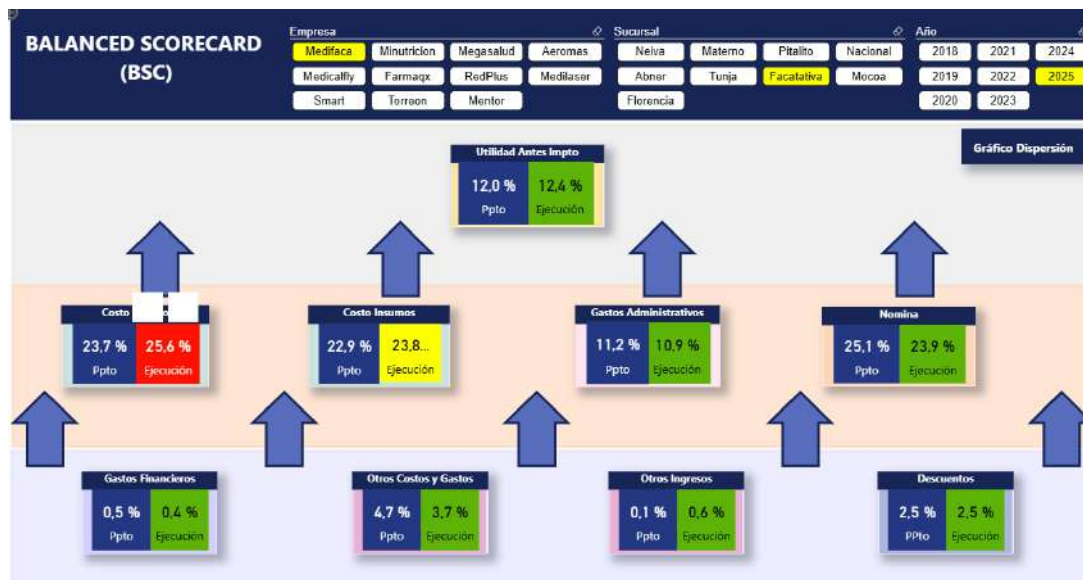 BALANCED SCORECARD
(BSC)
Empresa
Medifaca Minutricion Megasalud Aeromas
Medicalfly Farmaqx RedPlus Medilaser
Smart Torreon Mentor
Sucursal
Neiva Materno Pitalito Nacional
Abner Tunja Facatativa Mocoa
Florencia
Año
2018 2021 2024
2019 2022 2025
2020 2023
Gráfico Dispersión
Utilidad Antes Impto
12,0 % 12,4 %
Ppto Ejecución
Costo
23,7 % 25,6 %
Ppto Ejecución
Costo Insumos
22,9 % 23,8...
Ppto Ejecución
Gastos Administrativos
11,2 % 10,9 %
Ppto Ejecución
Nomina
25,1 % 23,9 %
Ppto Ejecución
Gastos Financieros
0,5 % 0,4 %
Ppto Ejecución
Otros Costos y Gastos
4,7 % 3,7 %
Ppto Ejecución
Otros Ingresos
0,1 % 0,6 %
Ppto Ejecución
Descuentos
2,5 % 2,5 %
PPto Ejecución